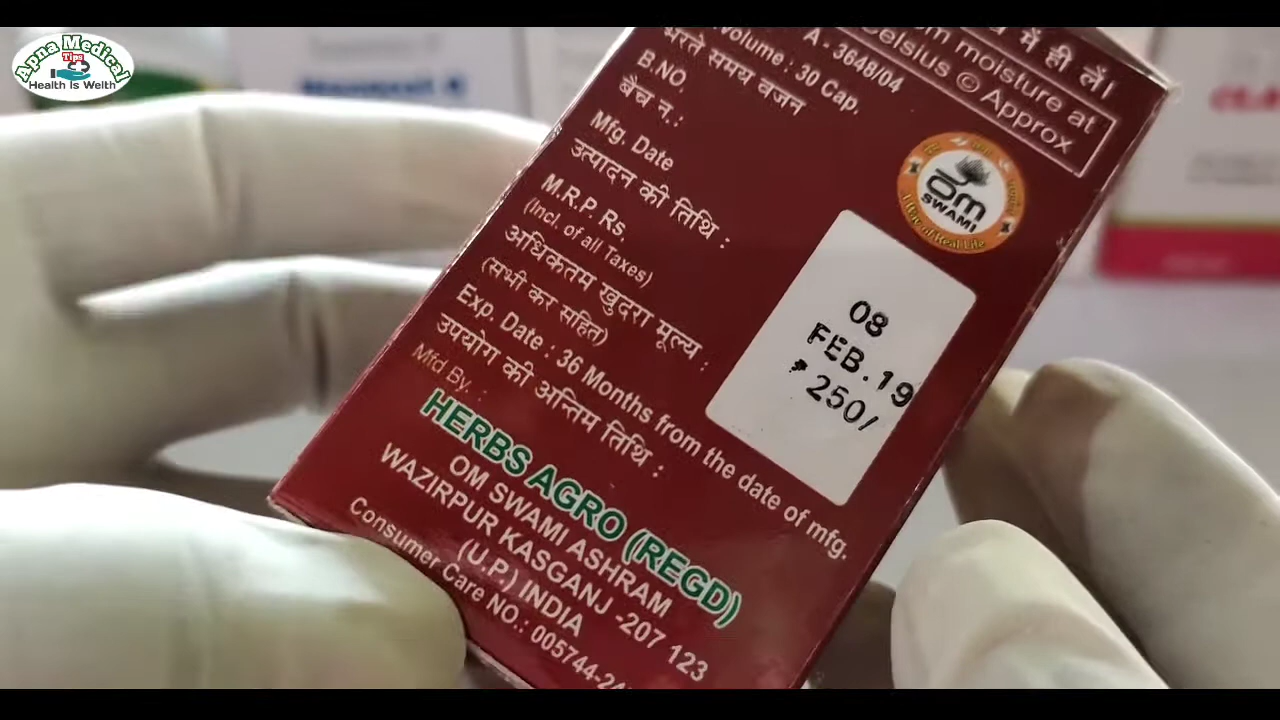 Apna Medical
Tips
Health Is Welth
में ही लें।
moisture at
Celsius © Approx
A - 3648/04
Volume : 30 Cap.
भरते समय वजन
B.NO.
बैच न.:
Mfg. Date
उत्पादन की तिथि :
M.R.P. Rs.
(Incl. of all Taxes)
अधिकतम खुदरा मूल्य :
(सभी कर सहित)
Exp. Date : 36 Months from the date of mfg.
उपयोग की अन्तिम तिथि :
Mfd By. :
HERBS AGRO (REGD)
OM SWAMI ASHRAM
WAZIRPUR KASGANJ -207 123
(U.P.) INDIA
Consumer Care NO.: 005744-24
Om
SWAMI
08
FEB.19
250/